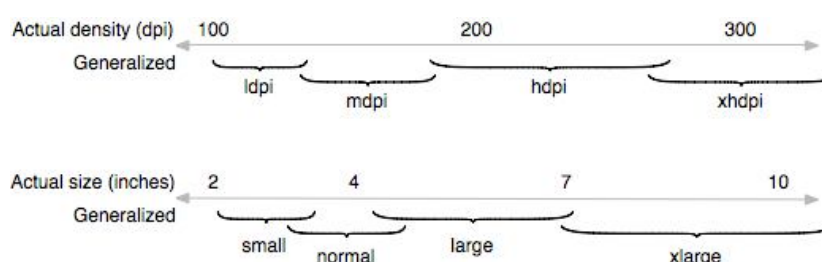 Actual density (dpi) 100 200 300
Generalized
ldpi mdpi hdpi xhdpi
Actual size (inches) 2 4 7 10
Generalized
small normal large xlarge